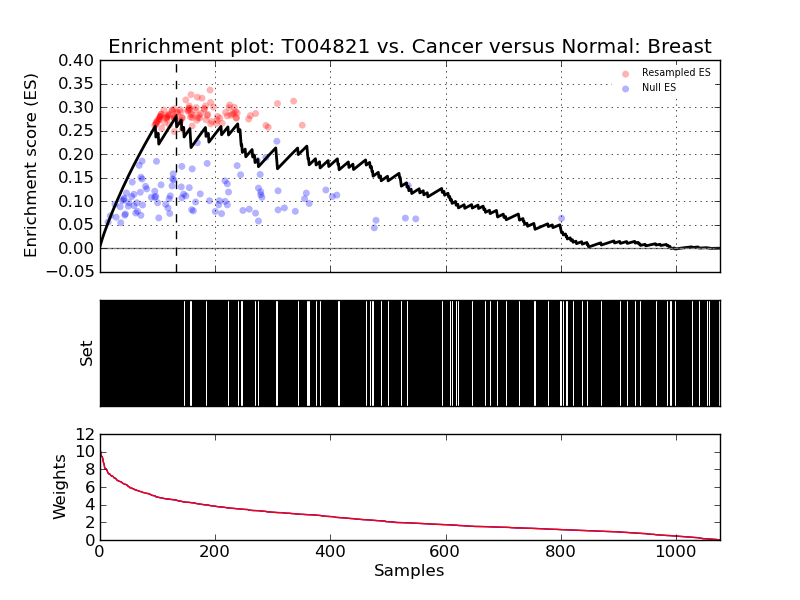 Enrichment plot: T004821 vs. Cancer versus Normal: Breast
Enrichment score (ES)
0.40
0.35
0.30
0.25
0.20
0.15
0.10
0.05
0.00
−0.05
Resampled ES
Null ES
Set
Weights
12
10
8
6
4
2
0
0 200 400 600 800 1000
Samples